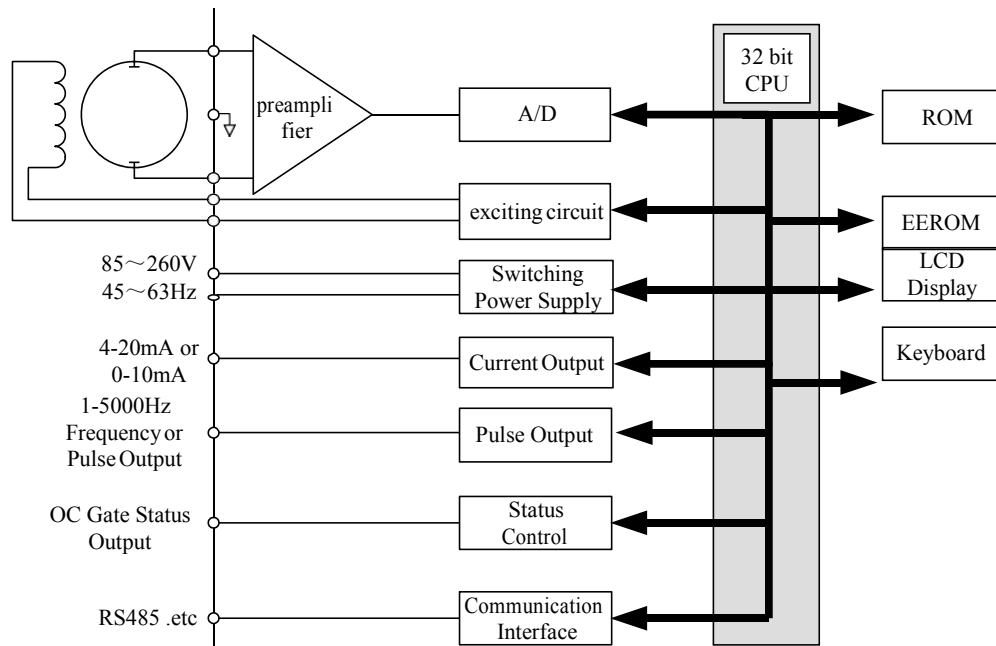 32 bit
CPU
prempli
fier
A/D
ROM
exciting circuit
EEROM
85～260V
45～63Hz
Switching
Power Supply
LCD
Display
4-20mA or
0-10mA
Current Output
Keyboard
1-5000Hz
Frequency or
Pulse Output
Pulse Output
OC Gate Status
Output
Status
Control
RS485 .etc
Communication
Interface